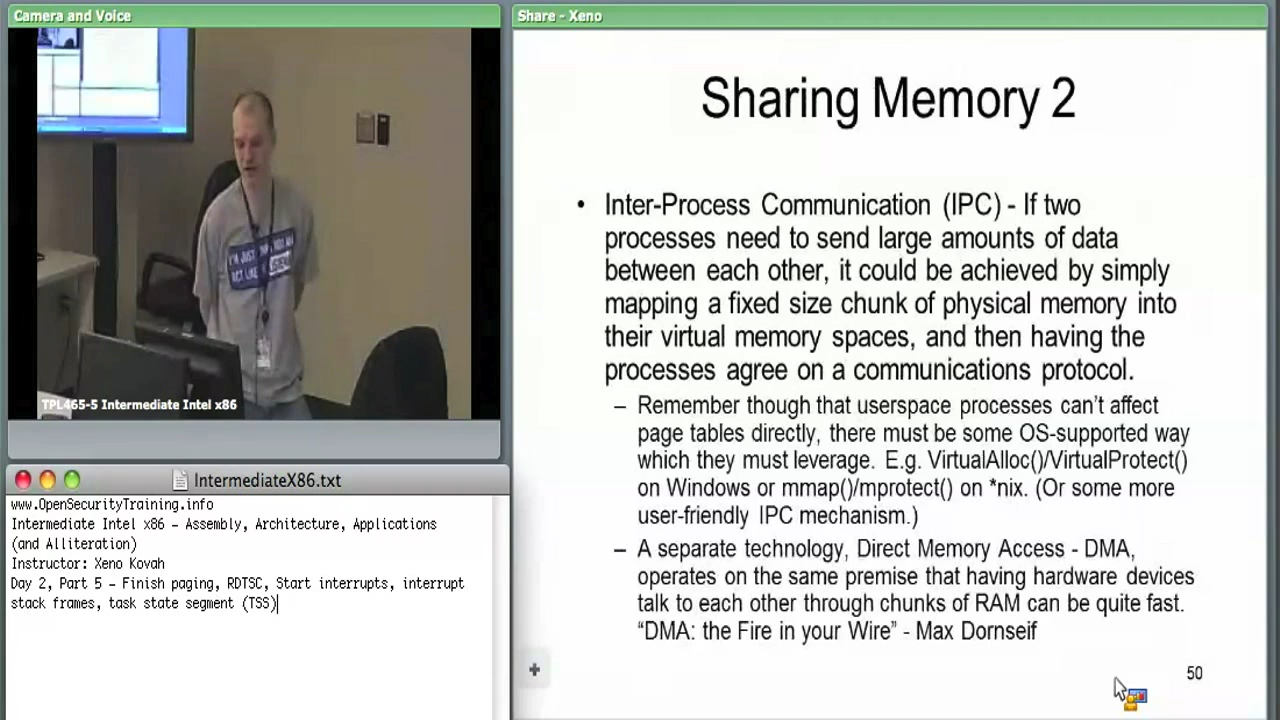 Camera and Voice
TPL465-5 Intermediate Intel x86
IntermediateX86.txt
www.OpenSecurityTraining.info
Intermediate Intel x86 – Assembly, Architecture, Applications
(and Alliteration)
Instructor: Xeno Kovah
Day 2, Part 5 – Finish paging, RDTSC, Start interrupts, interrupt
stack frames, task state segment (TSS)
Share - Xeno
Sharing Memory 2
• Inter-Process Communication (IPC) - If two
processes need to send large amounts of data
between each other, it could be achieved by simply
mapping a fixed size chunk of physical memory into
their virtual memory spaces, and then having the
processes agree on a communications protocol.
– Remember though that userspace processes can't affect
page tables directly, there must be some OS-supported way
which they must leverage. E.g. VirtualAlloc()/VirtualProtect()
on Windows or mmap()/mprotect() on *nix. (Or some more
user-friendly IPC mechanism.)
– A separate technology, Direct Memory Access - DMA,
operates on the same premise that having hardware devices
talk to each other through chunks of RAM can be quite fast.
“DMA: the Fire in your Wire” - Max Dornseif
50